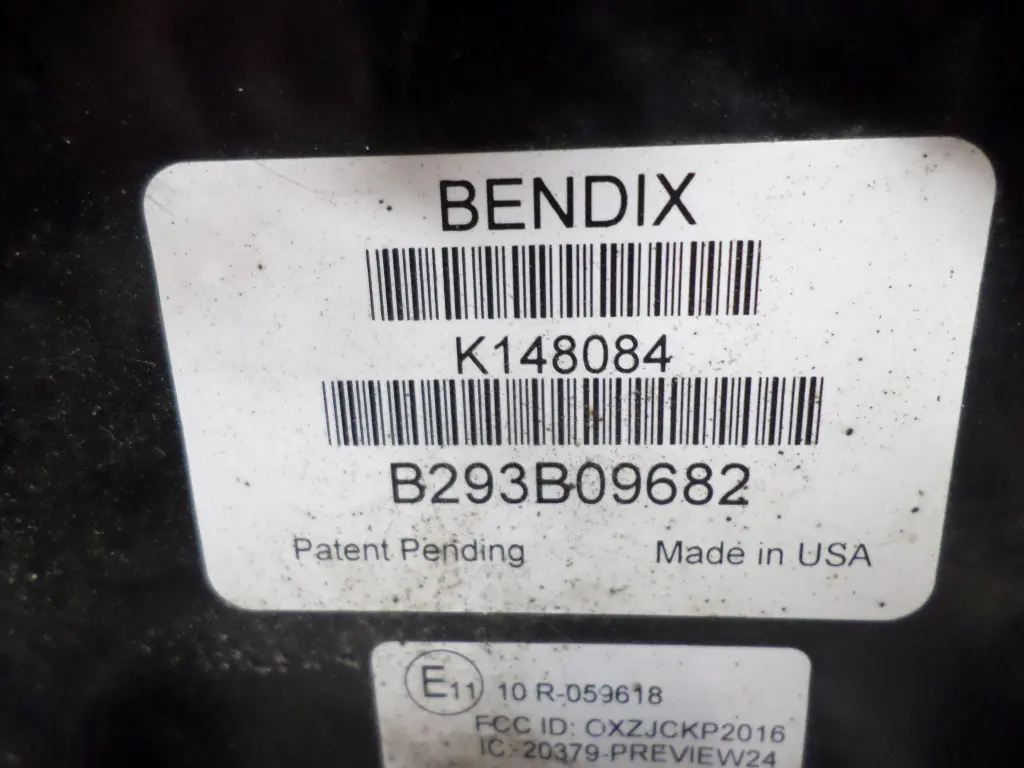 BENDIX
K148084
B293B09682
Patent Pending Made in USA
E11 10 R-059618
FCC ID: OXZJCKP2016
IC-20379-PREVIEW24